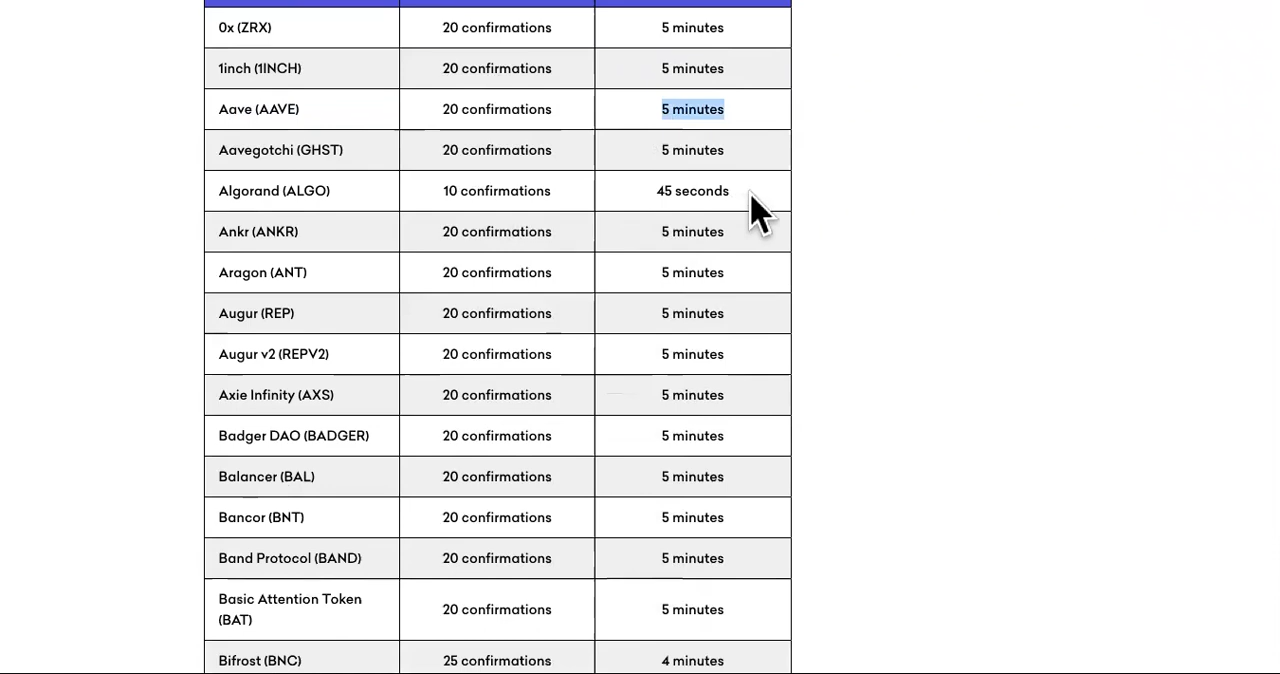 0x (ZRX) 20 confirmations 5 minutes
1inch (1INCH) 20 confirmations 5 minutes
Aave (AAVE) 20 confirmations 5 minutes
Aavegotchi (GHST) 20 confirmations 5 minutes
Algorand (ALGO) 10 confirmations 45 seconds
Ankr (ANKR) 20 confirmations 5 minutes
Aragon (ANT) 20 confirmations 5 minutes
Augur (REP) 20 confirmations 5 minutes
Augur v2 (REPV2) 20 confirmations 5 minutes
Axie Infinity (AXS) 20 confirmations 5 minutes
Badger DAO (BADGER) 20 confirmations 5 minutes
Balancer (BAL) 20 confirmations 5 minutes
Bancor (BNT) 20 confirmations 5 minutes
Band Protocol (BAND) 20 confirmations 5 minutes
Basic Attention Token
(BAT) 20 confirmations 5 minutes
Bifrost (BNC) 25 confirmations 4 minutes